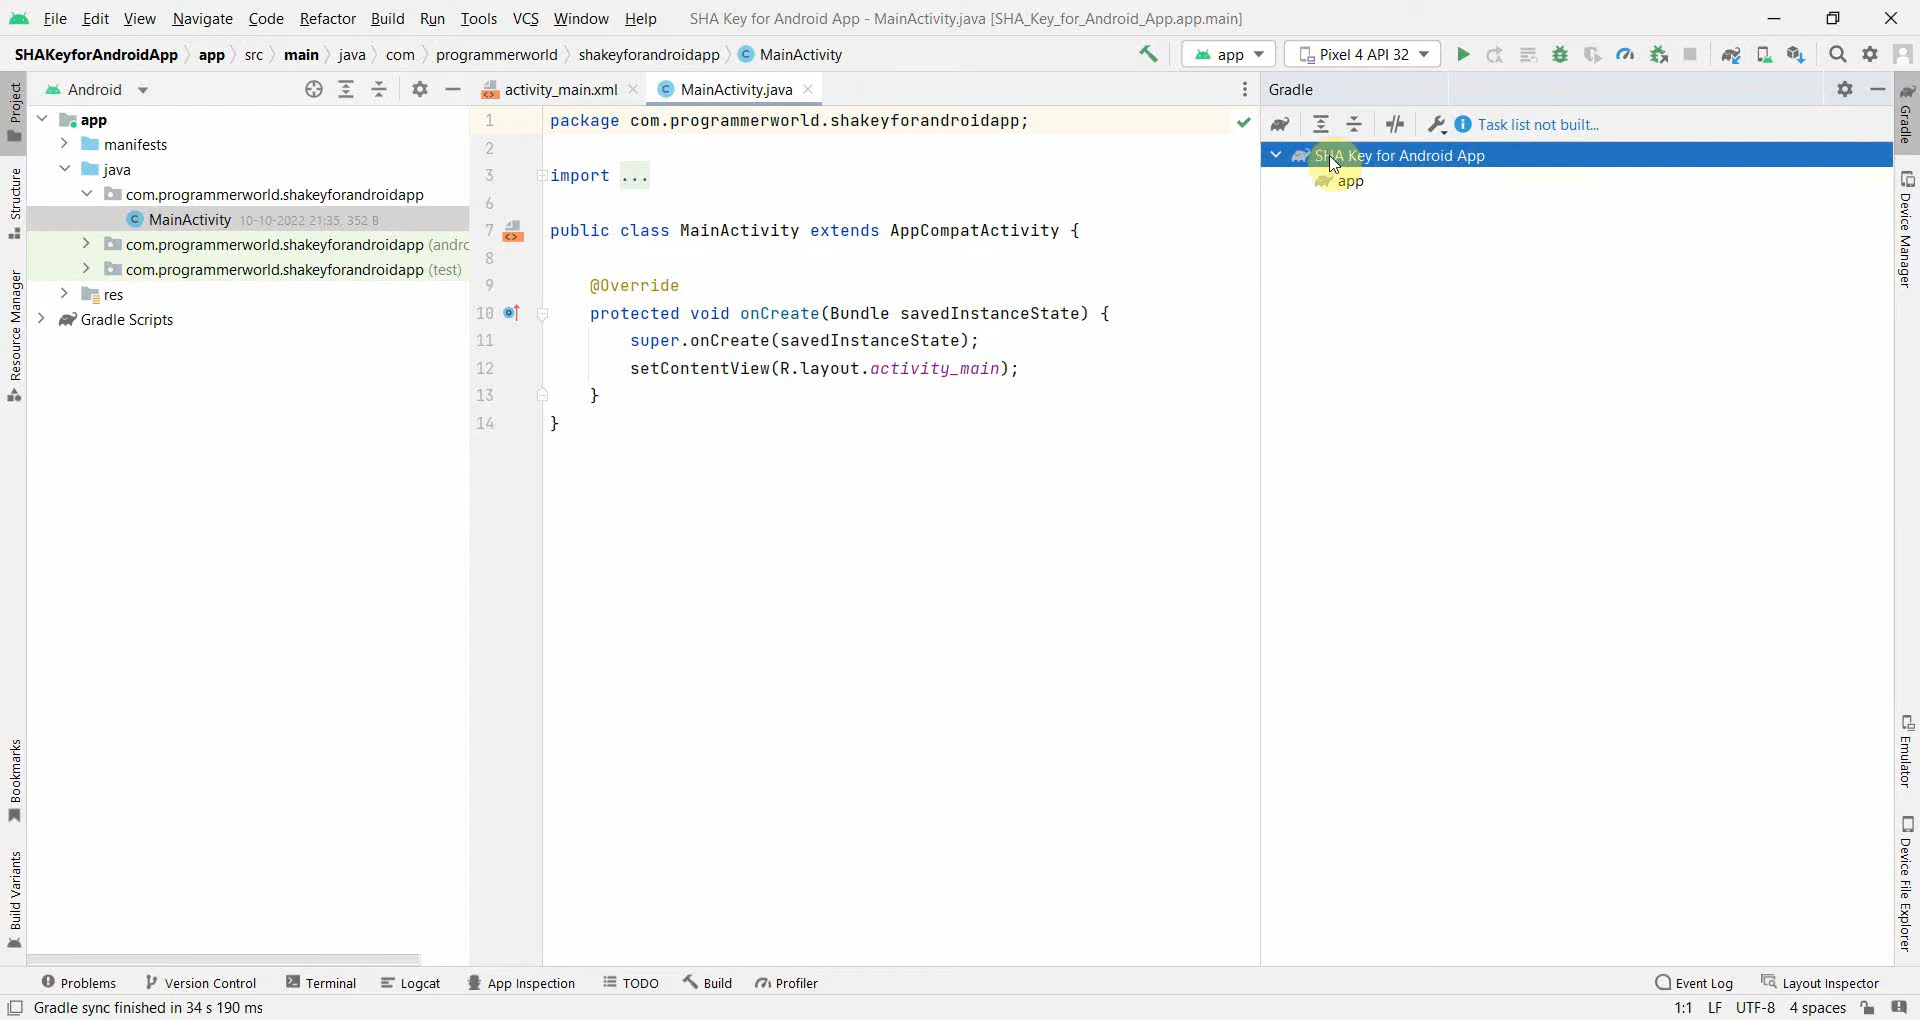 File Edit View Navigate Code Refactor Build Run Tools VCS Window Help SHA Key for Android App - MainActivity.java [SHA_Key_for_Android_App.app.main]
SHAKeyforAndroidApp app src main java com programmerworld shakeyforandroidapp MainActivity app Pixel 4 API 32
Android activity_main.xml MainActivity.java Gradle
Task list not built...
Project
Structure
Resource Manager
Bookmarks
Build Variants
app
manifests
java
com.programmerworld.shakeyforandroidapp
MainActivity 10-10-2022 21:35, 352 B
com.programmerworld.shakeyforandroidapp (andro
com.programmerworld.shakeyforandroidapp (test)
res
Gradle Scripts
1 package com.programmerworld.shakeyforandroidapp;
2
3 import ...
6
7 public class MainActivity extends AppCompatActivity {
8
9 @Override
10 protected void onCreate(Bundle savedInstanceState) {
11 super.onCreate(savedInstanceState);
12 setContentView(R.layout.activity_main);
13 }
14 }
SHA Key for Android App
app
Gradle
Device Manager
Emulator
Device File Explorer
Problems Version Control Terminal Logcat App Inspection TODO Build Profiler Event Log Layout Inspector
Gradle sync finished in 34 s 190 ms 1:1 LF UTF-8 4 spaces